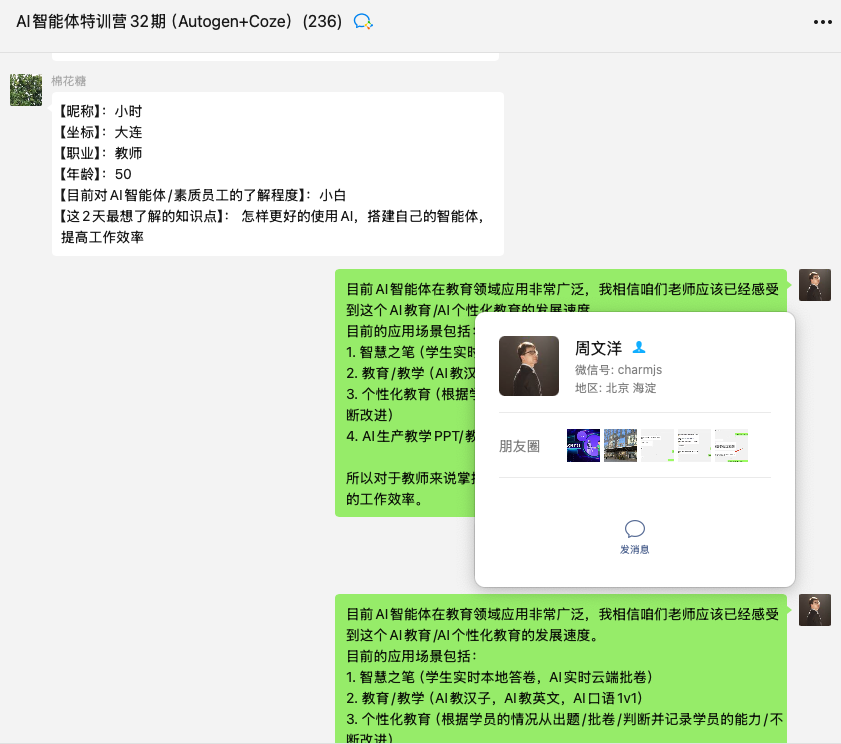 AI智能体特训营32期（Autogen+Coze）(236)
棉花糖
【昵称】：小时
【坐标】：大连
【职业】：教师
【年龄】：50
【目前对AI智能体/素质员工的了解程度】：小白
【这2天最想了解的知识点】： 怎样更好的使用AI，搭建自己的智能体，
提高工作效率
目前AI智能体在教育领域应用非常广泛，我相信咱们老师应该已经感受
到这个AI教育/AI个性化教育的发展速度
目前的应用场景包括：
1. 智慧之笔（学生实时
2. 教育/教学（AI教汉
3. 个性化教育（根据学
断改进）
4. AI生产教学PPT/教
所以对于教师来说掌握
的工作效率。
周文洋
微信号: charmjs
地区: 北京 海淀
朋友圈
发消息
目前AI智能体在教育领域应用非常广泛，我相信咱们老师应该已经感受
到这个AI教育/AI个性化教育的发展速度。
目前的应用场景包括：
1. 智慧之笔（学生实时本地答卷，AI实时云端批卷）
2. 教育/教学（AI教汉子，AI教英文，AI口语1v1）
3. 个性化教育（根据学员的情况从出题/批卷/判断并记录学员的能力/不
断改进）